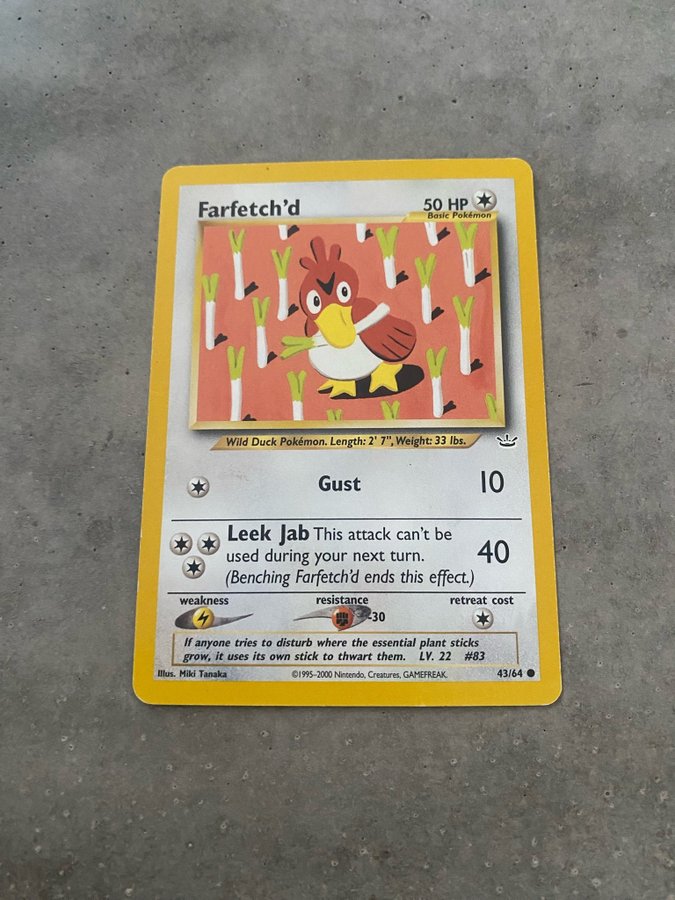 Farfetch'd
50 HP
Basic Pokémon
Wild Duck Pokémon. Length: 2' 7", Weight: 33 lbs.
Gust 10
Leek Jab This attack can't be
used during your next turn. 40
(Benching Farfetch'd ends this effect.)
weakness resistance retreat cost
-30
If anyone tries to disturb where the essential plant sticks
grow, it uses its own stick to thwart them. LV. 22 #83
Illus. Miki Tanaka ©1995-2000 Nintendo, Creatures, GAMEFREAK. 43/64